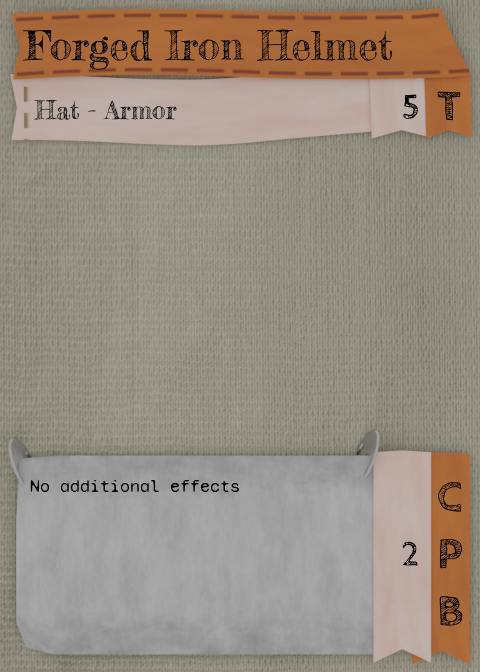 Forged Iron Helmet
Hat - Armor
5 T
No additional effects
C
2 P
B